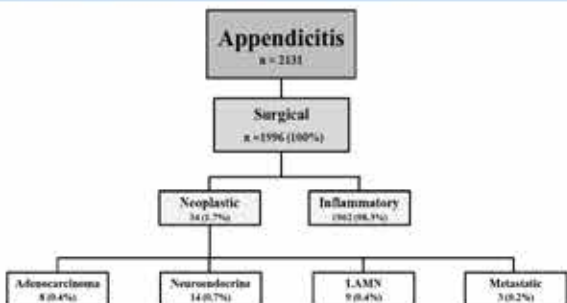 Appendicitis
n = 2131
Surgical
n =1996 (100%)
Neoplastic
34 (1.7%)
Inflammatory
1962 (98.3%)
Adenocarcinoma
8 (0.4%)
Neuroendocrine
14 (0.7%)
LAMN
9 (0.4%)
Metastatic
3 (0.2%)